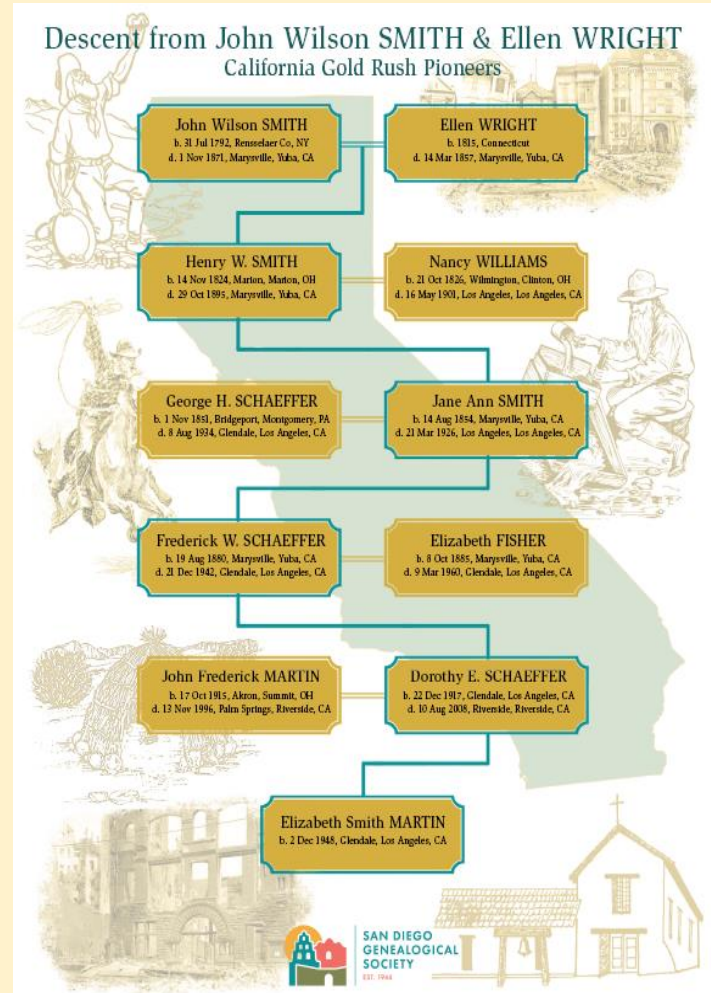 Descent from John Wilson SMITH & Ellen WRIGHT
California Gold Rush Pioneers
John Wilson SMITH
b. 31 Jul 1792, Rensselaer Co, NY
d. 1 Nov 1871, Marysville, Yuba, CA
Ellen WRIGHT
b. 1815, Connecticut
d. 14 Mar 1857, Marysville, Yuba, CA
Henry W. SMITH
b. 14 Nov 1824, Marion, Marion, OH
d. 29 Oct 1895, Marysville, Yuba, CA
Nancy WILLIAMS
b. 21 Oct 1826, Wilmington, Clinton, OH
d. 16 May 1901, Los Angeles, Los Angeles, CA
George H. SCHAEFFER
b. 1 Nov 1851, Bridgeport, Montgomery, PA
d. 8 Aug 1934, Glendale, Los Angeles, CA
Jane Ann SMITH
b. 14 Aug 1854, Marysville, Yuba, CA
d. 21 Mar 1926, Los Angeles, Los Angeles, CA
Frederick W. SCHAEFFER
b. 19 Aug 1880, Marysville, Yuba, CA
d. 21 Dec 1942, Glendale, Los Angeles, CA
Elizabeth FISHER
b. 8 Oct 1885, Marysville, Yuba, CA
d. 9 Mar 1960, Glendale, Los Angeles, CA
John Frederick MARTIN
b. 17 Oct 1915, Akron, Summit, OH
d. 13 Nov 1996, Palm Springs, Riverside, CA
Dorothy E. SCHAEFFER
b. 22 Dec 1917, Glendale, Los Angeles, CA
d. 10 Aug 2008, Riverside, Riverside, CA
Elizabeth Smith MARTIN
b. 2 Dec 1948, Glendale, Los Angeles, CA
SAN DIEGO
GENEALOGICAL
SOCIETY
EST. 1946